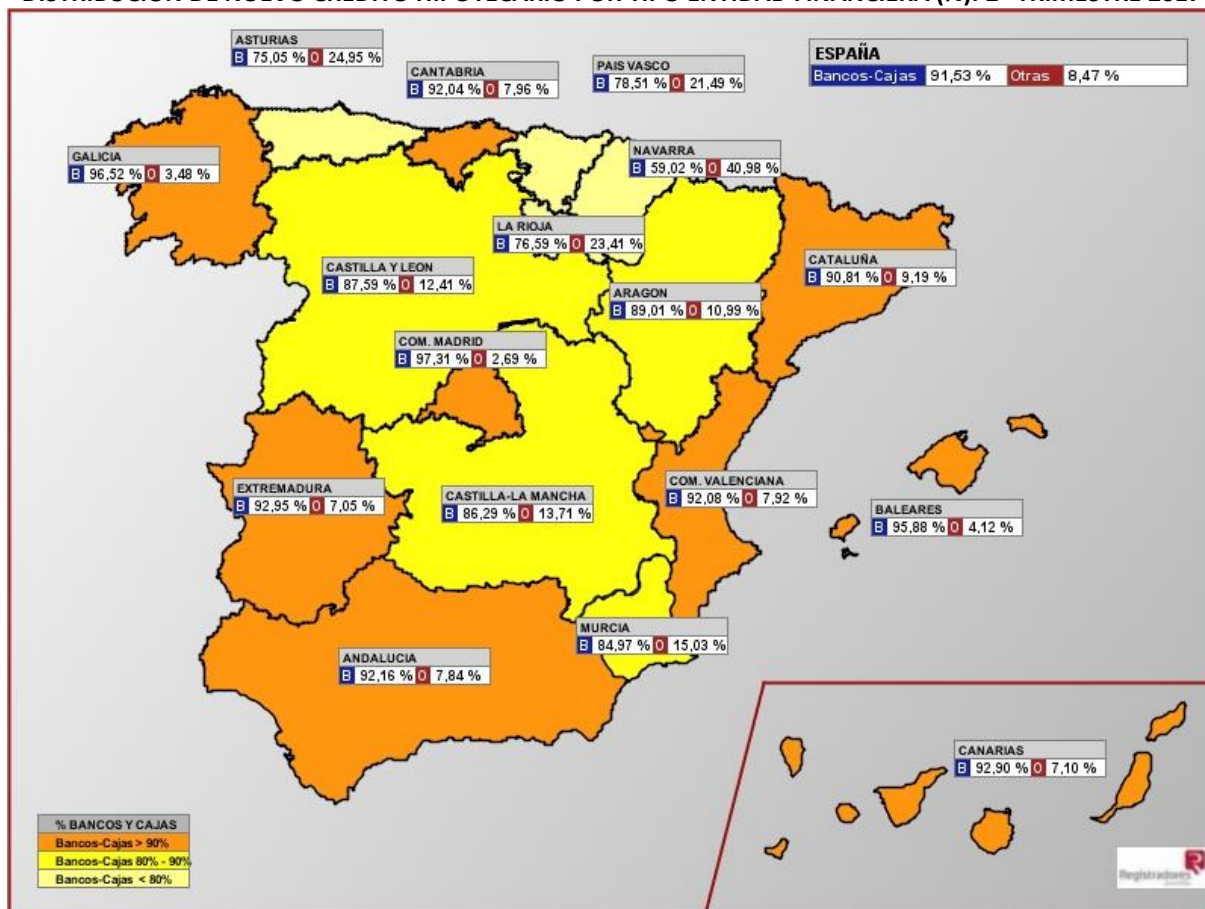 ASTURIAS
B 75,05 % O 24,95 %
CANTABRIA
B 92,04 % O 7,96 %
PAIS VASCO
B 78,51 % O 21,49 %
ESPAÑA
Bancos-Cajas 91,53 % Otras 8,47 %
GALICIA
B 96,52 % O 3,48 %
NAVARRA
B 59,02 % O 40,98 %
LA RIOJA
B 76,59 % O 23,41 %
CASTILLA Y LEON
B 87,59 % O 12,41 %
CATALUÑA
B 90,81 % O 9,19 %
ARAGON
B 89,01 % O 10,99 %
COM. MADRID
B 97,31 % O 2,69 %
EXTREMADURA
B 92,95 % O 7,05 %
CASTILLA-LA MANCHA
B 86,29 % O 13,71 %
COM. VALENCIANA
B 92,08 % O 7,92 %
BALEARES
B 95,88 % O 4,12 %
MURCIA
B 84,97 % O 15,03 %
ANDALUCIA
B 92,16 % O 7,84 %
CANARIAS
B 92,90 % O 7,10 %
% BANCOS Y CAJAS
Bancos-Cajas > 90%
Bancos-Cajas 80% - 90%
Bancos-Cajas < 80%
Registradores